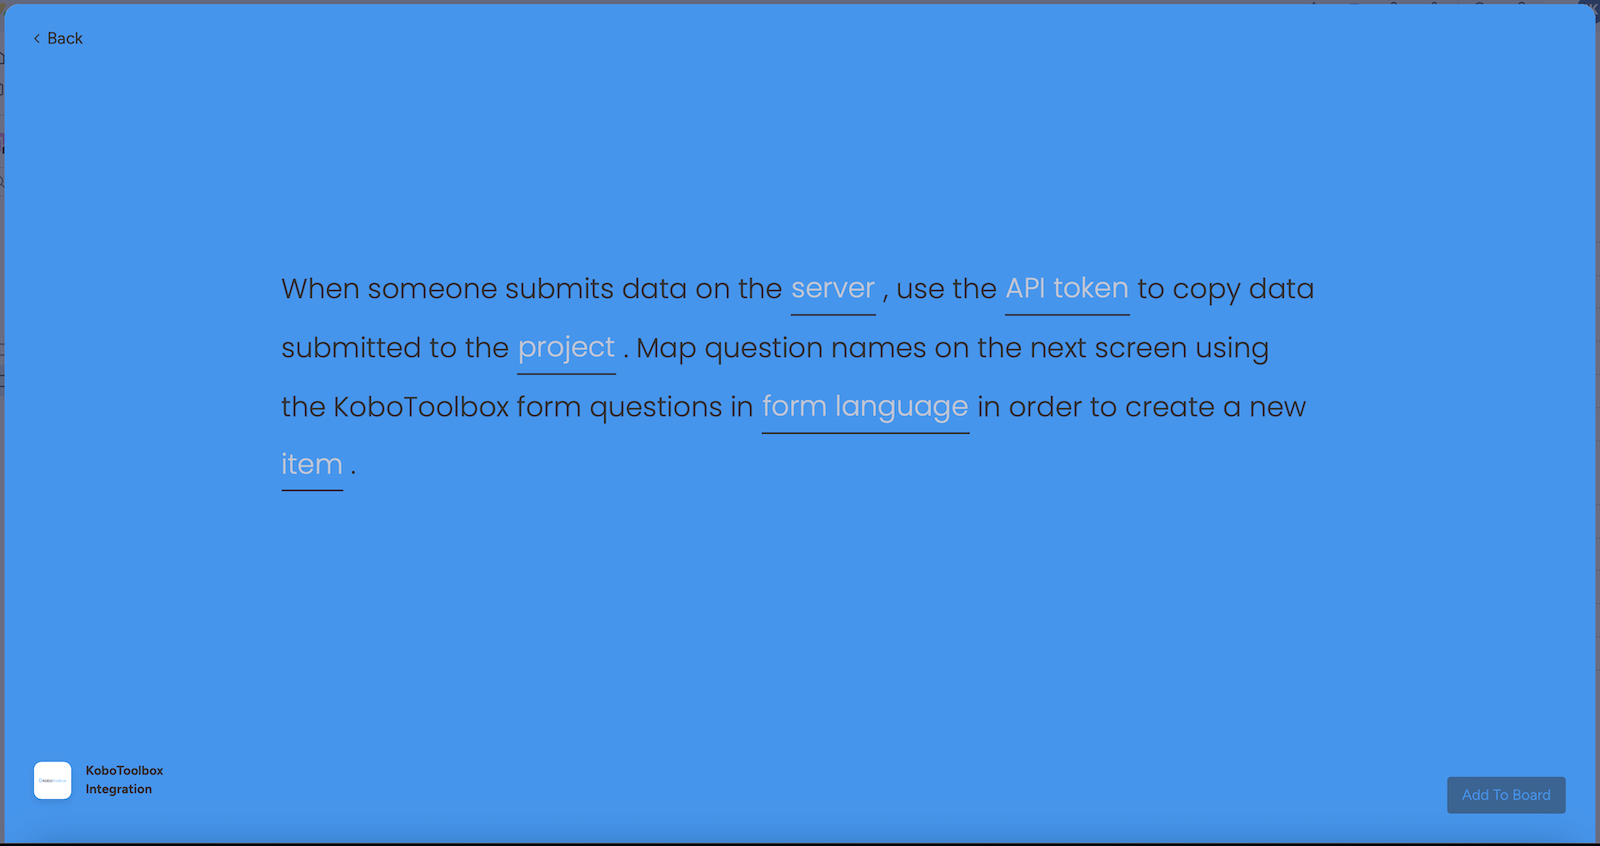 Back
When someone submits data on the server , use the API token to copy data
submitted to the project . Map question names on the next screen using
the KoboToolbox form questions in form language in order to create a new
item .
KoboToolbox
Integration
Add To Board